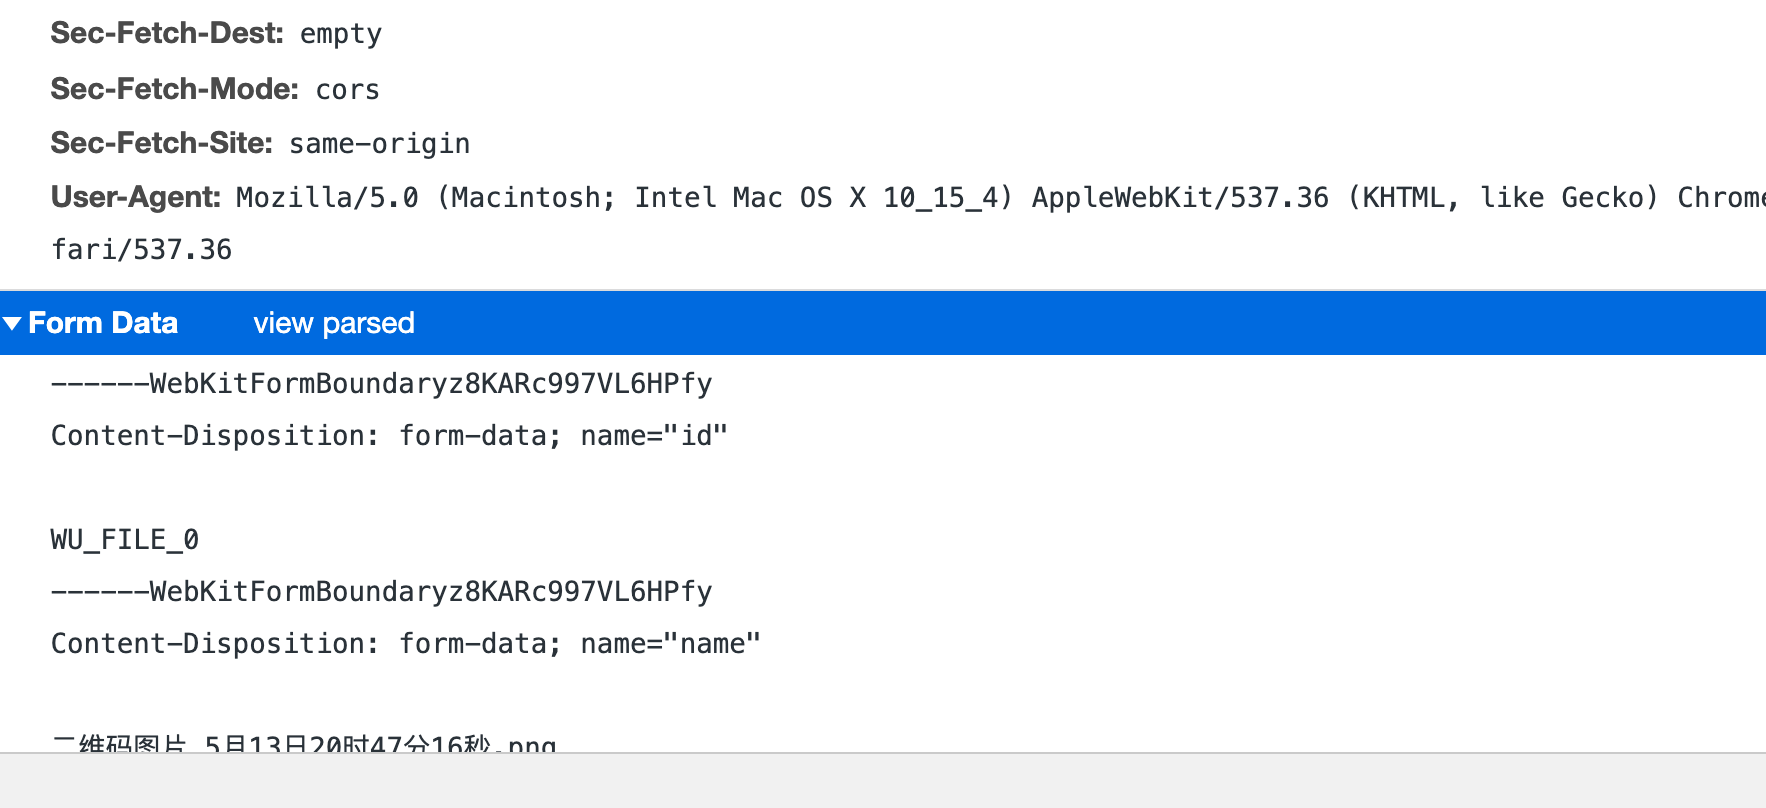 Sec-Fetch-Dest: empty
Sec-Fetch-Mode: cors
Sec-Fetch-Site: same-origin
User-Agent: Mozilla/5.0 (Macintosh; Intel Mac OS X 10_15_4) AppleWebKit/537.36 (KHTML, like Gecko) Chrome
fari/537.36
Form Data view parsed
------WebKitFormBoundaryz8KARc997VL6HPfy
Content-Disposition: form-data; name="id"
WU_FILE_0
------WebKitFormBoundaryz8KARc997VL6HPfy
Content-Disposition: form-data; name="name"
二维码图片_5月13日20时47分16秒.png